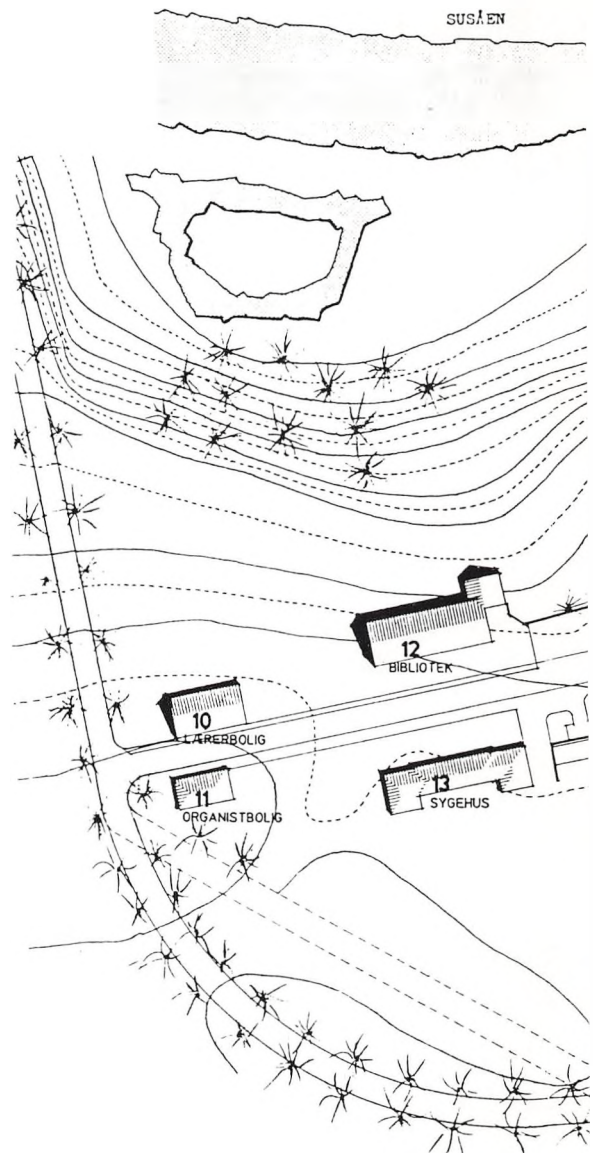 SUSÅEN
12
BIBLIOTEK
10
LÆRERBOLIG
11
ORGANISTBOLIG
13
SYGEHUS